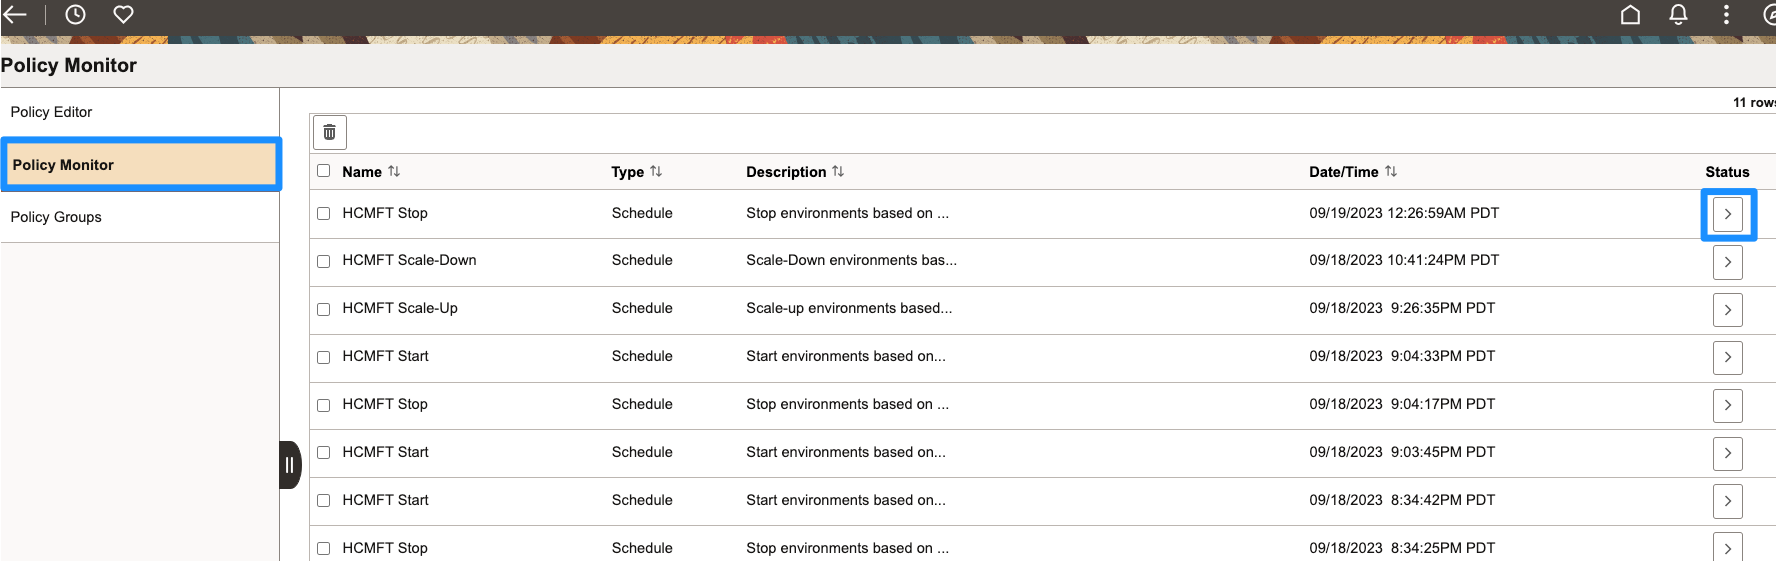 Policy Monitor
Policy Editor
Policy Monitor
Policy Groups
11 rows
Name Type Description Date/Time Status
HCMFT Stop Schedule Stop environments based on ... 09/19/2023 12:26:59AM PDT
HCMFT Scale-Down Schedule Scale-Down environments bas... 09/18/2023 10:41:24PM PDT
HCMFT Scale-Up Schedule Scale-up environments based... 09/18/2023 9:26:35PM PDT
HCMFT Start Schedule Start environments based on... 09/18/2023 9:04:33PM PDT
HCMFT Stop Schedule Stop environments based on ... 09/18/2023 9:04:17PM PDT
HCMFT Start Schedule Start environments based on... 09/18/2023 9:03:45PM PDT
HCMFT Start Schedule Start environments based on... 09/18/2023 8:34:42PM PDT
HCMFT Stop Schedule Stop environments based on ... 09/18/2023 8:34:25PM PDT